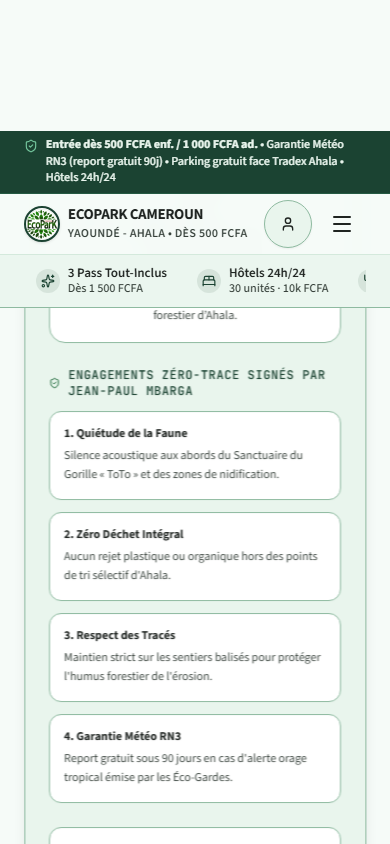 Entrée dès 500 FCFA enf. / 1 000 FCFA ad. • Garantie Météo
RN3 (report gratuit 90j) • Parking gratuit face Tradex Ahala •
Hôtels 24h/24
EcoPark
ECOPARK CAMEROUN
YAOUNDÉ - AHALA • DÈS 500 FCFA
3 Pass Tout-Inclus
Dès 1 500 FCFA
Hôtels 24h/24
30 unités · 10k FCFA
forestier d'Ahala.
ENGAGEMENTS ZÉRO-TRACE SIGNÉS PAR
JEAN-PAUL MBARGA
1. Quiétude de la Faune
Silence acoustique aux abords du Sanctuaire du
Gorille « ToTo » et des zones de nidification.
2. Zéro Déchet Intégral
Aucun rejet plastique ou organique hors des points
de tri sélectif d'Ahala.
3. Respect des Tracés
Maintien strict sur les sentiers balisés pour protéger
l'humus forestier de l'érosion.
4. Garantie Météo RN3
Report gratuit sous 90 jours en cas d'alerte orage
tropical émise par les Éco-Gardes.